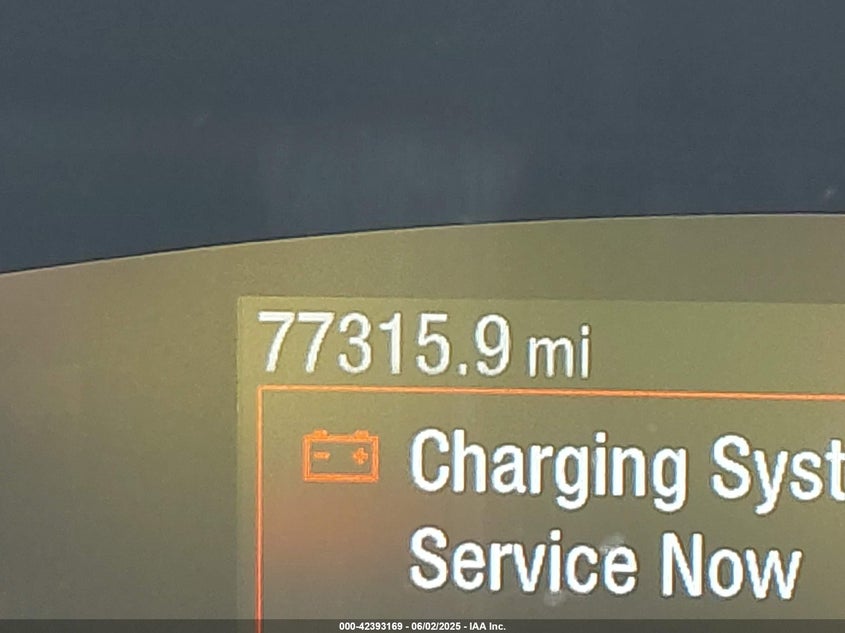 77315.9 mi
Charging Syst
Service Now
000-42393169 - 06/02/2025 - IAA Inc.